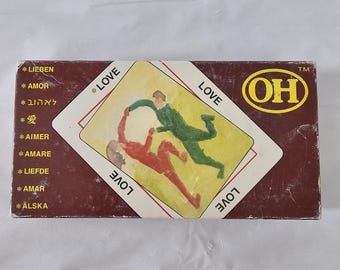 * LIEBEN
* AMOR
* לאהוב
* 愛
* AIMER
* AMARE
* LIEFDE
* AMAR
* ÄLSKA
* LOVE
LOVE
LOVE
LOVE
OH
TM